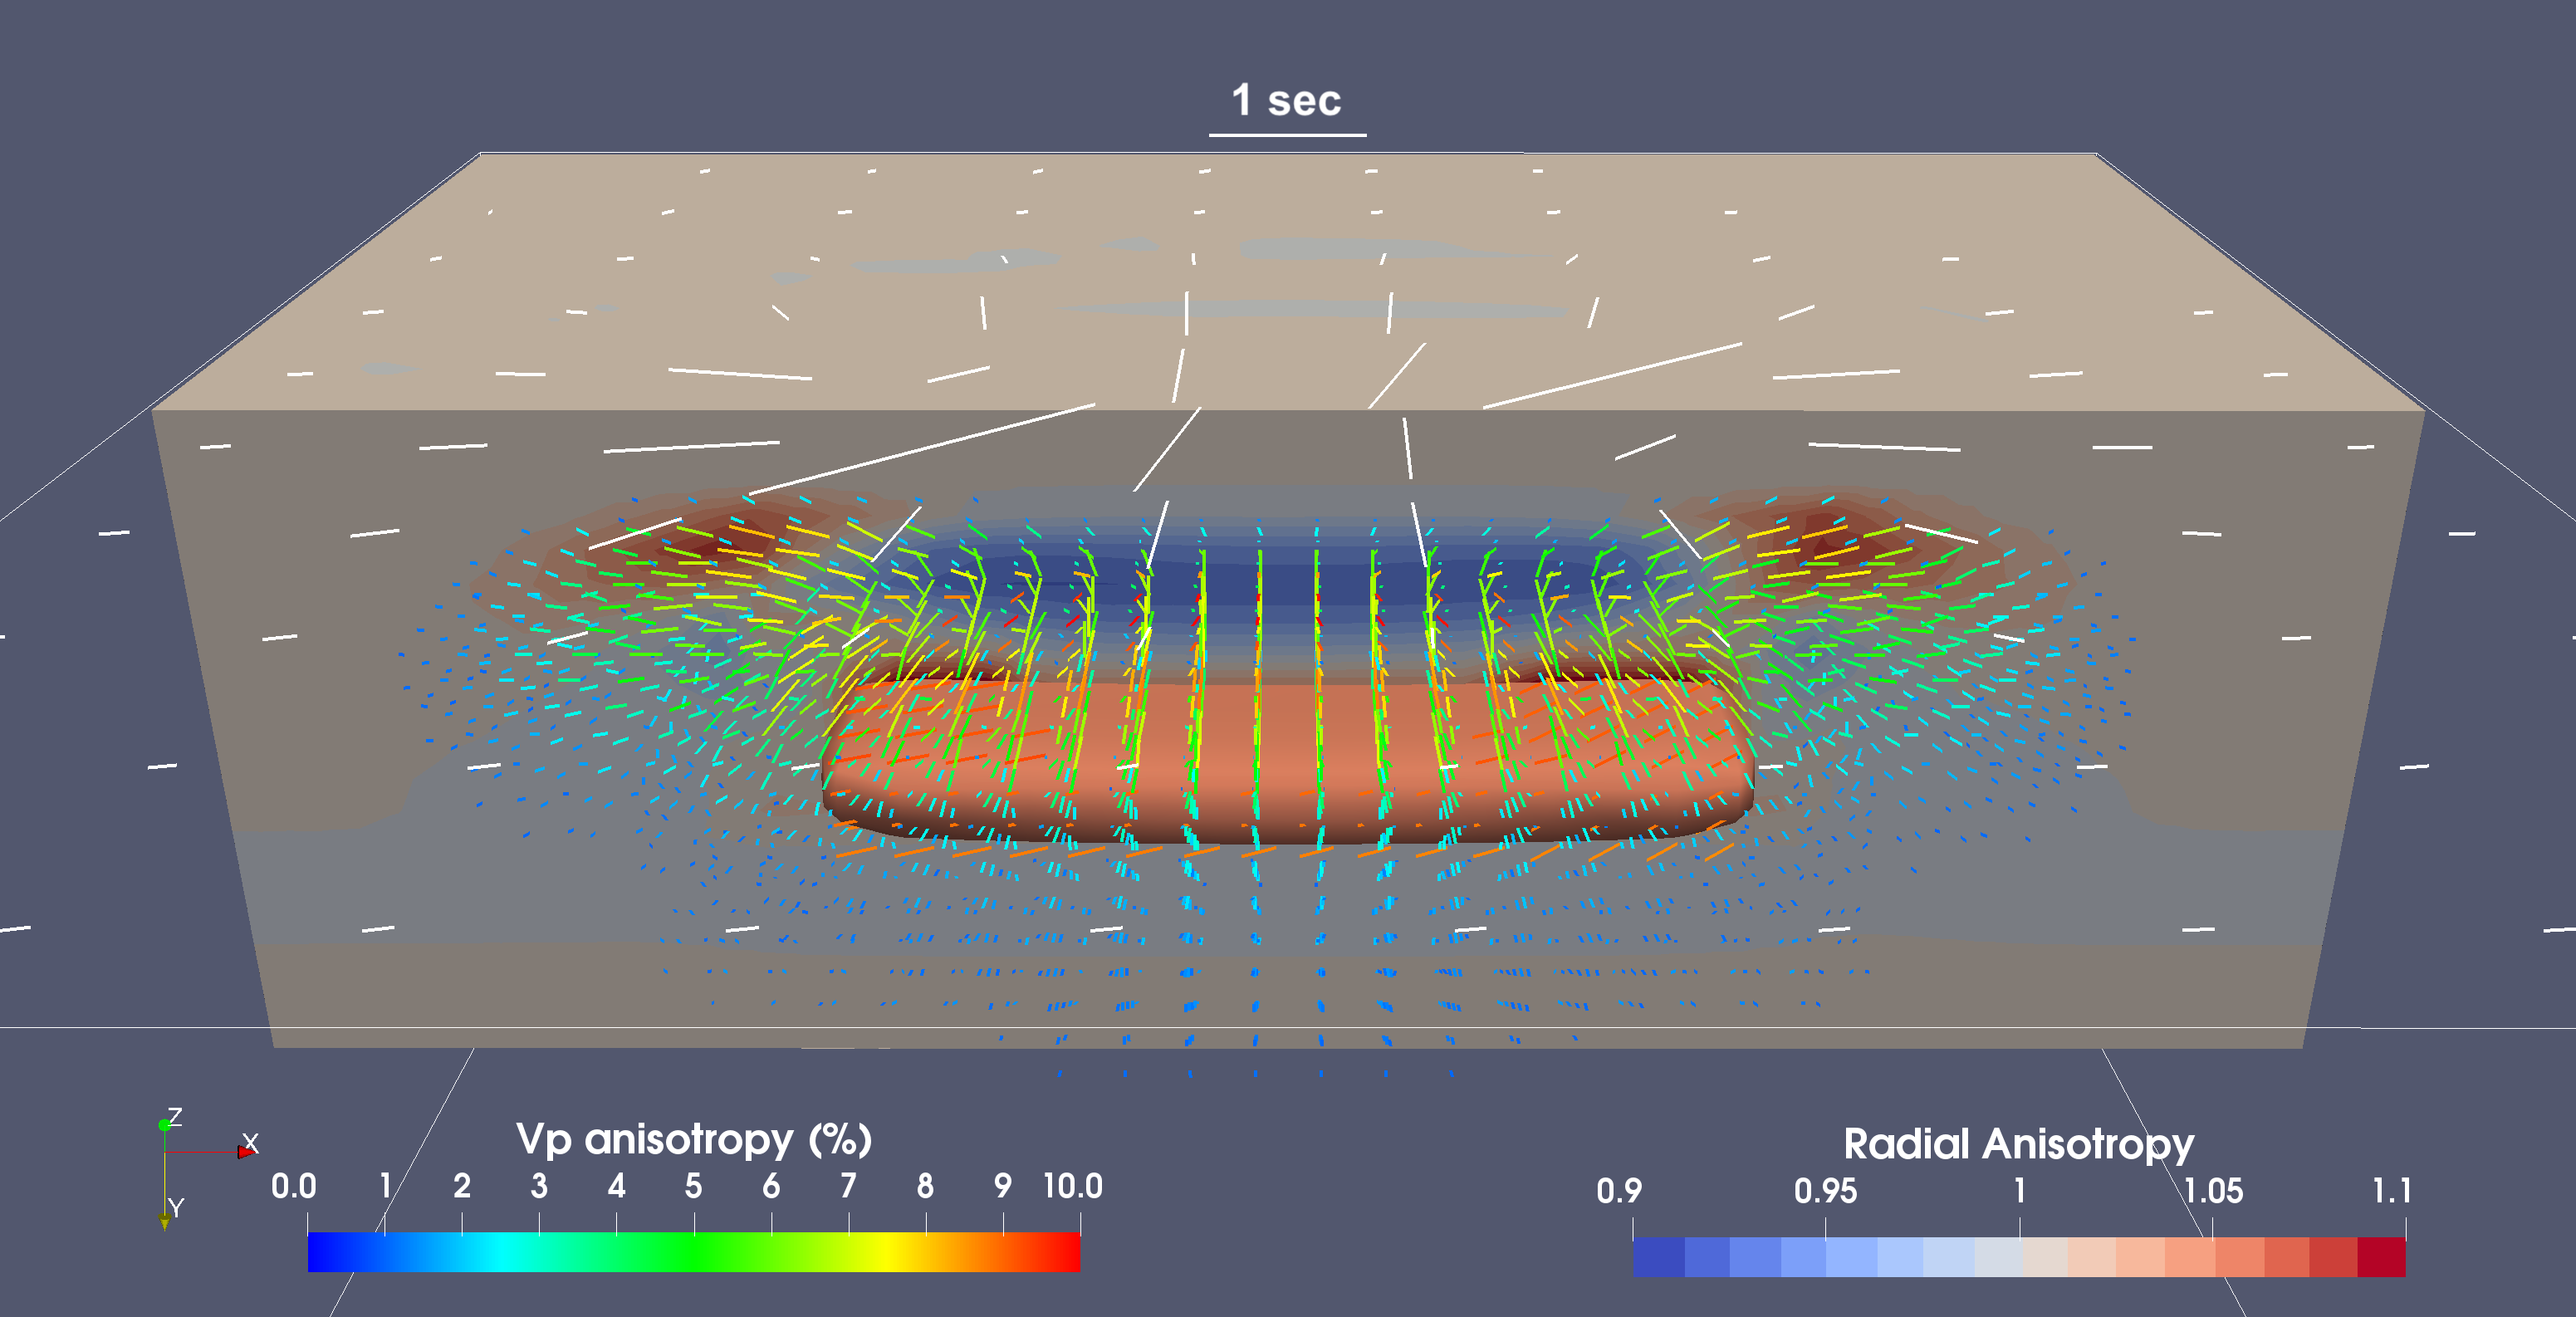 1 sec
Z
X
Y
Vp anisotropy (%)
0.0 1 2 3 4 5 6 7 8 9 10.0
Radial Anisotropy
0.9 0.95 1 1.05 1.1